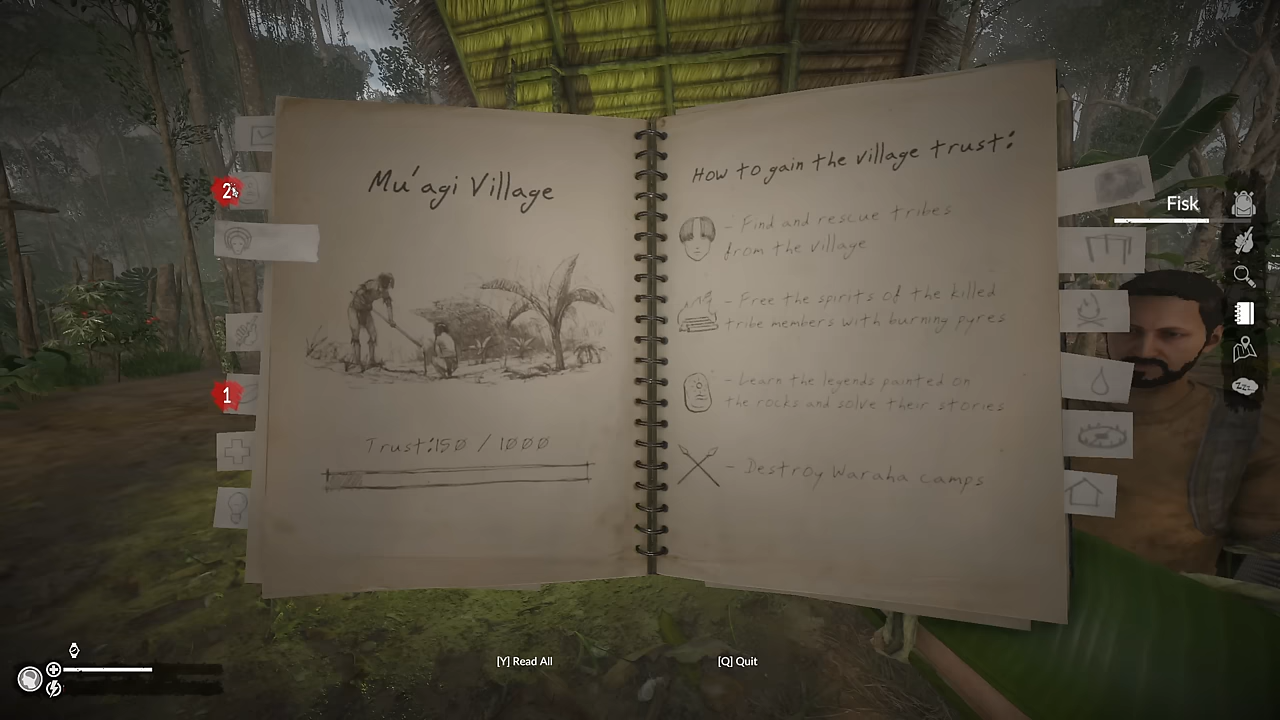 Mu'agi Village
Trust:150 / 1000
How to gain the village trust:
- Find and rescue tribes
from the village
- Free the spirits of the killed
tribe members with burning pyres
- Learn the legends painted on
the rocks and solve their stories
- Destroy Waraha camps
2
1
Fisk
zzz
[Y] Read All
[Q] Quit